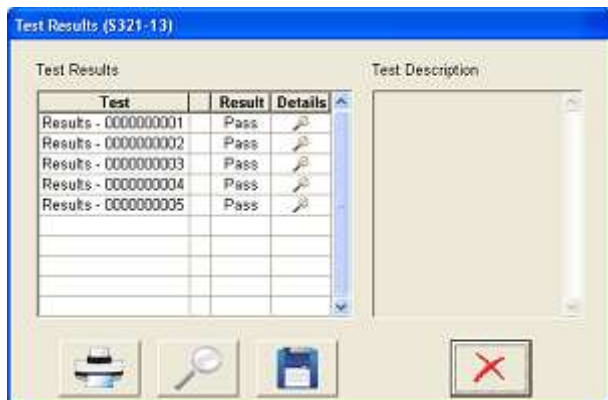 Test Results (S321-13)
Test Results
Test Description
Test Result Details
Results - 0000000001 Pass
Results - 0000000002 Pass
Results - 0000000003 Pass
Results - 0000000004 Pass
Results - 0000000005 Pass